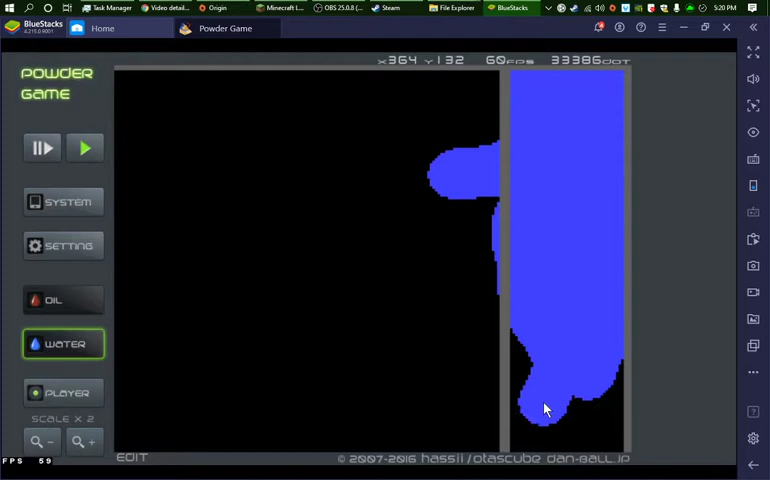 Task Manager
Video detail...
Origin
Minecraft L...
OBS 25.0.8 (...
Steam
File Explorer
BlueStacks
5:20 PM
BlueStacks
4.215.0.9001
Home
Powder Game
x364 y132 60fps 33386dot
POWDER
GAME
SYSTEM
SETTING
OIL
WATER
PLAYER
SCALE x 2
FPS 59
EDIT
© 2007-2016 HASII/OTASCUBE DAN-BALL.JP